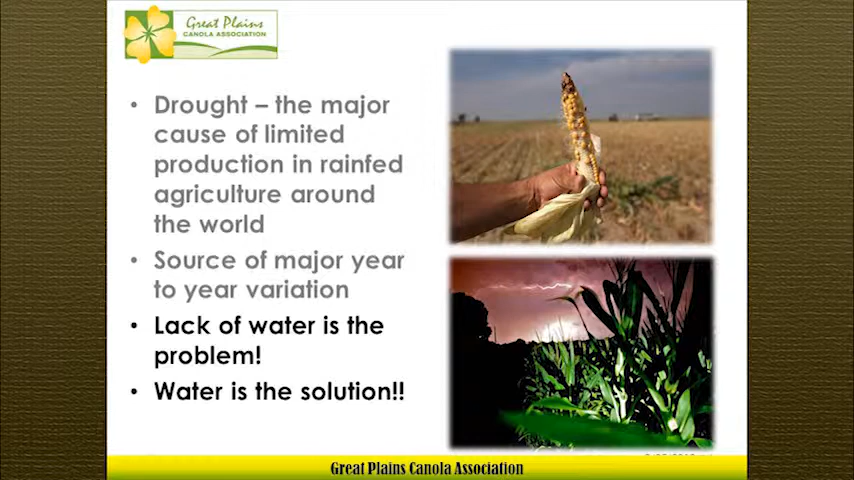 Great Plains
CANOLA ASSOCIATION
• Drought – the major
cause of limited
production in rainfed
agriculture around
the world
• Source of major year
to year variation
• Lack of water is the
problem!
• Water is the solution!!
Great Plains Canola Association